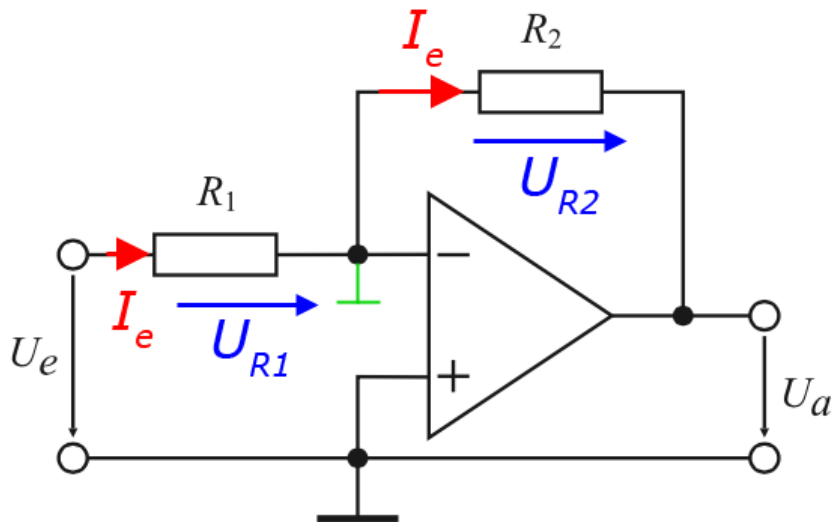 I_e
R_2
U_R2
R_1
−
I_e
U_R1
U_e
+
U_a